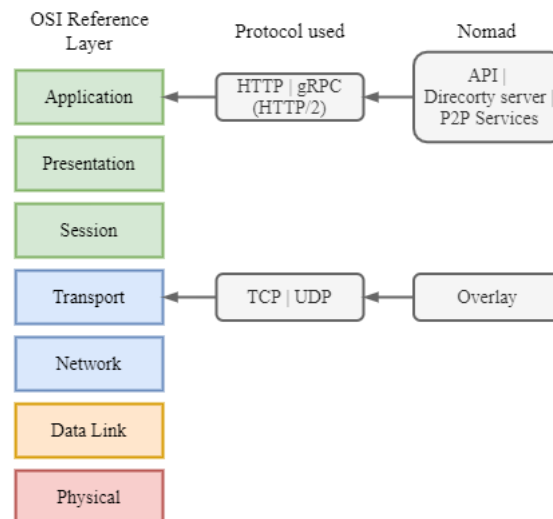 OSI Reference
Layer
Protocol used
Nomad
Application
HTTP | gRPC
(HTTP/2)
API |
Direcorty server |
P2P Services
Presentation
Session
Transport
TCP | UDP
Overlay
Network
Data Link
Physical